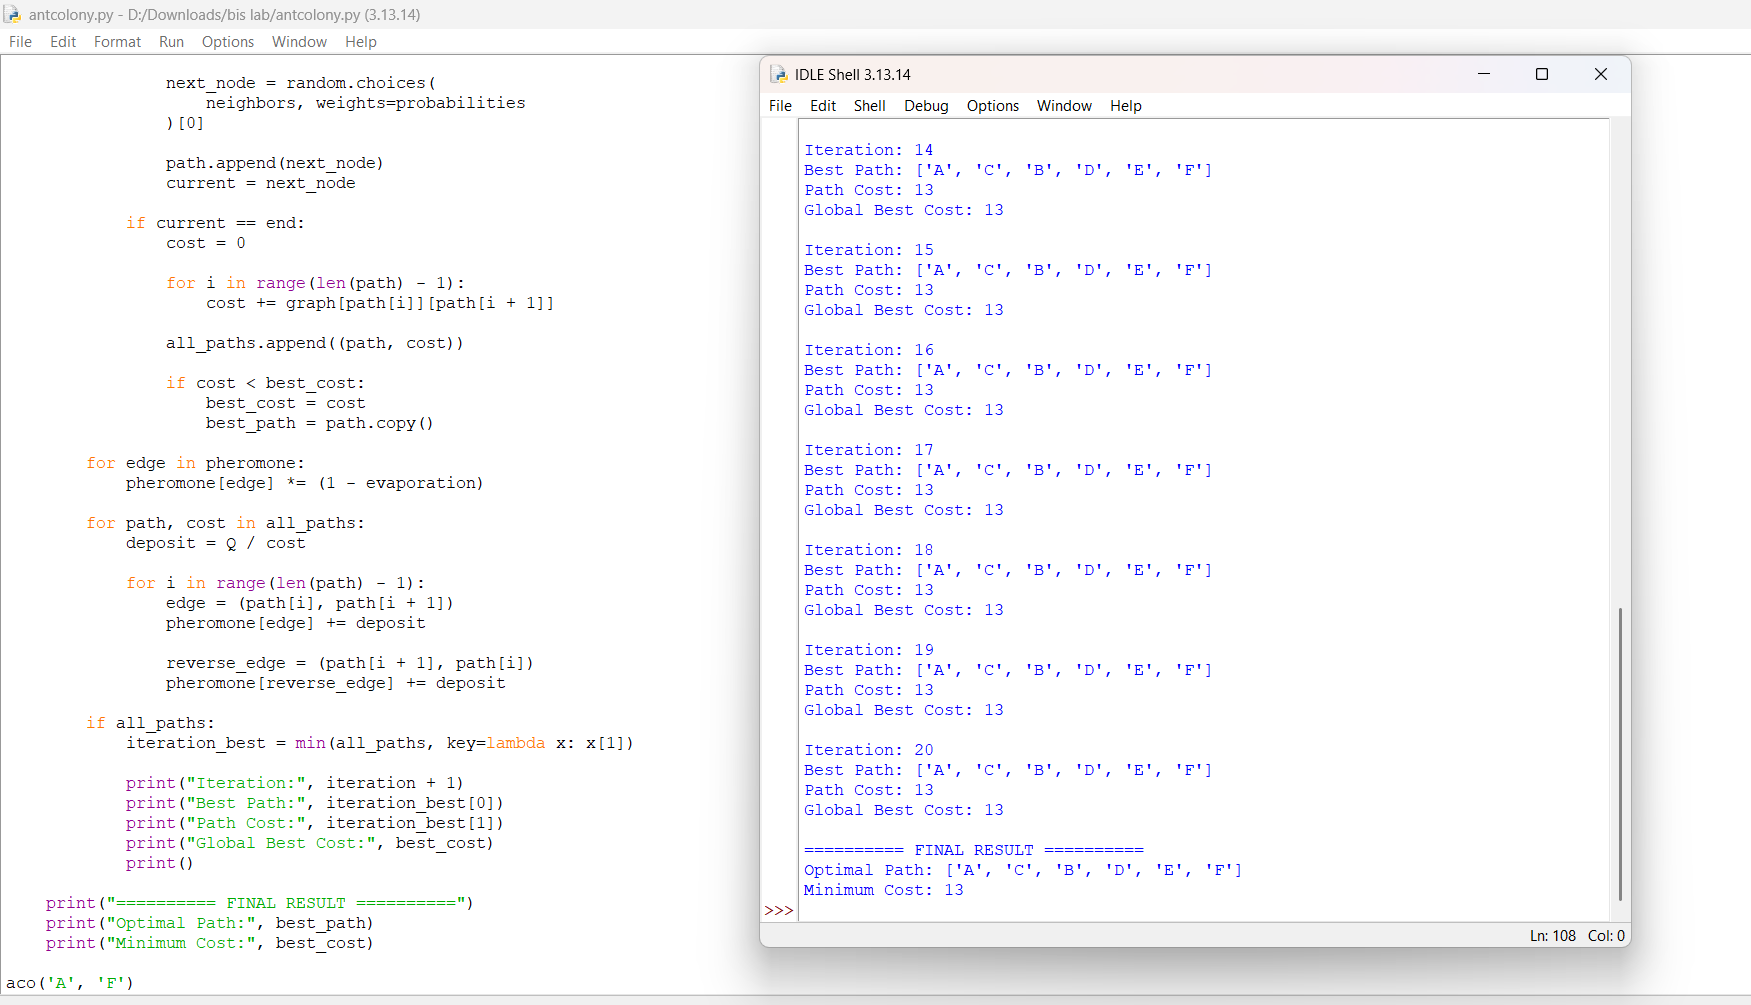 antcolony.py - D:/Downloads/bis lab/antcolony.py (3.13.14)
File Edit Format Run Options Window Help
next_node = random.choices(
neighbors, weights=probabilities
)[0]
path.append(next_node)
current = next_node
if current == end:
cost = 0
for i in range(len(path) - 1):
cost += graph[path[i]][path[i + 1]]
all_paths.append((path, cost))
if cost < best_cost:
best_cost = cost
best_path = path.copy()
for edge in pheromone:
pheromone[edge] *= (1 - evaporation)
for path, cost in all_paths:
deposit = Q / cost
for i in range(len(path) - 1):
edge = (path[i], path[i + 1])
pheromone[edge] += deposit
reverse_edge = (path[i + 1], path[i])
pheromone[reverse_edge] += deposit
if all_paths:
iteration_best = min(all_paths, key=lambda x: x[1])
print("Iteration:", iteration + 1)
print("Best Path:", iteration_best[0])
print("Path Cost:", iteration_best[1])
print("Global Best Cost:", best_cost)
print()
print("========== FINAL RESULT ==========")
print("Optimal Path:", best_path)
print("Minimum Cost:", best_cost)
aco('A', 'F')
IDLE Shell 3.13.14
File Edit Shell Debug Options Window Help
Iteration: 14
Best Path: ['A', 'C', 'B', 'D', 'E', 'F']
Path Cost: 13
Global Best Cost: 13
Iteration: 15
Best Path: ['A', 'C', 'B', 'D', 'E', 'F']
Path Cost: 13
Global Best Cost: 13
Iteration: 16
Best Path: ['A', 'C', 'B', 'D', 'E', 'F']
Path Cost: 13
Global Best Cost: 13
Iteration: 17
Best Path: ['A', 'C', 'B', 'D', 'E', 'F']
Path Cost: 13
Global Best Cost: 13
Iteration: 18
Best Path: ['A', 'C', 'B', 'D', 'E', 'F']
Path Cost: 13
Global Best Cost: 13
Iteration: 19
Best Path: ['A', 'C', 'B', 'D', 'E', 'F']
Path Cost: 13
Global Best Cost: 13
Iteration: 20
Best Path: ['A', 'C', 'B', 'D', 'E', 'F']
Path Cost: 13
Global Best Cost: 13
========== FINAL RESULT ==========
Optimal Path: ['A', 'C', 'B', 'D', 'E', 'F']
Minimum Cost: 13
>>>
Ln: 108 Col: 0